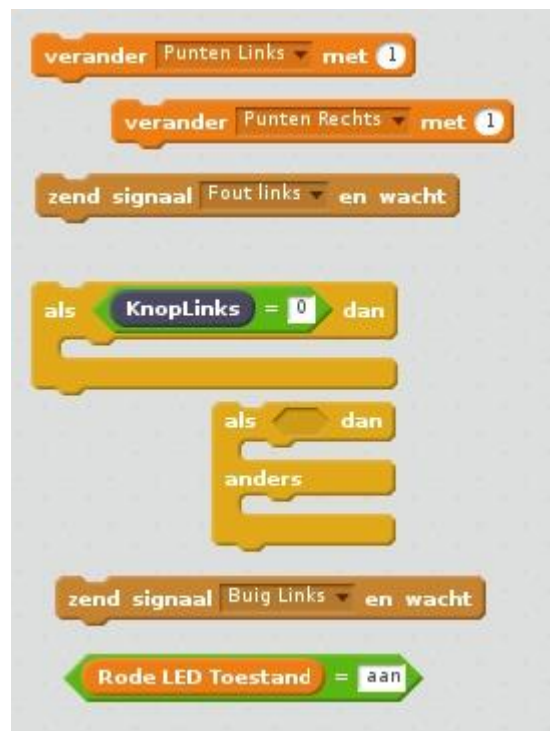 verander Punten Links met 1
verander Punten Rechts met 1
zend signaal Fout links en wacht
als KnopLinks = 0 dan
als dan
anders
zend signaal Buig Links en wacht
Rode LED Toestand = aan